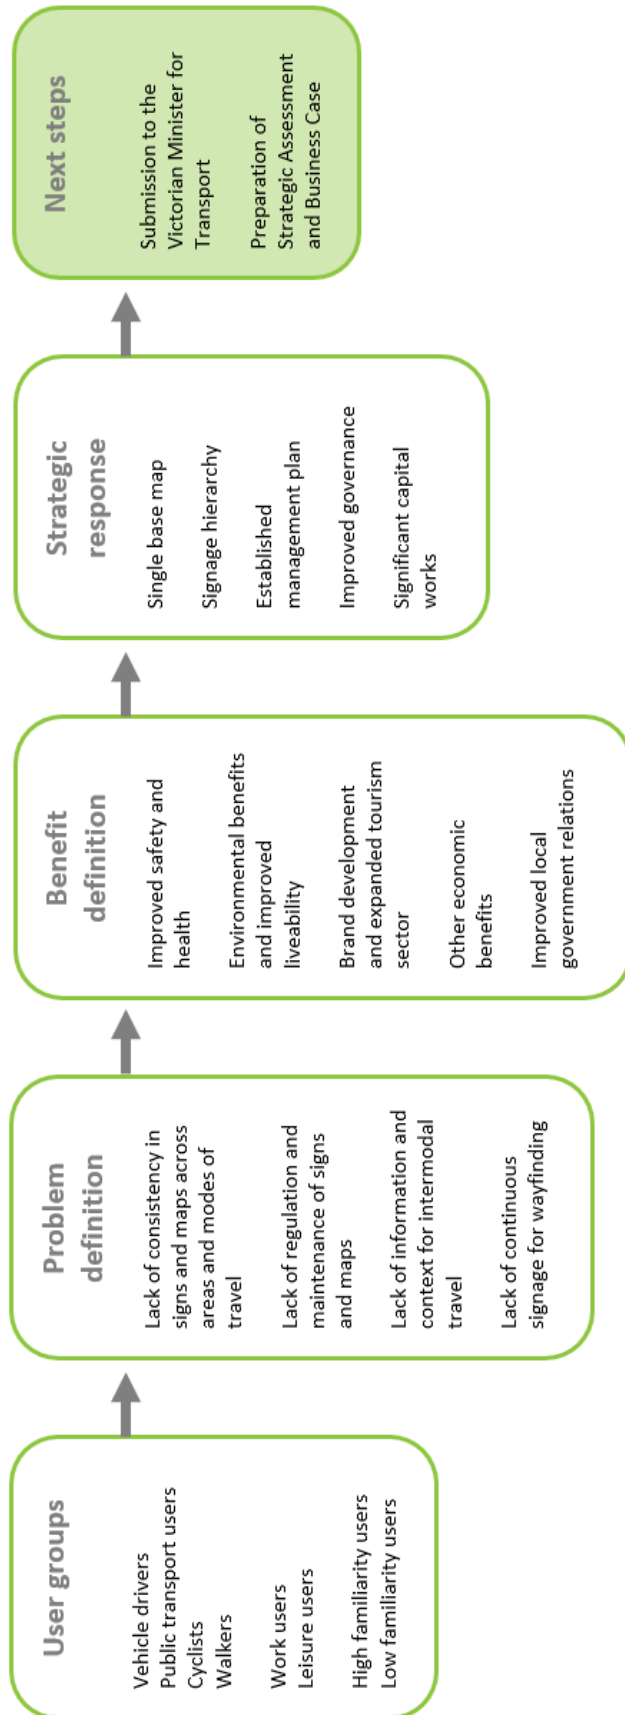 User groups
Vehicle drivers
Public transport users
Cyclists
Walkers
Work users
Leisure users
High familiarity users
Low familiarity users
Problem
definition
Lack of consistency in
signs and maps across
areas and modes of
travel
Lack of regulation and
maintenance of signs
and maps
Lack of information and
context for intermodal
travel
Lack of continuous
signage for wayfinding
Benefit
definition
Improved safety and
health
Environmental benefits
and improved
liveability
Brand development
and expanded tourism
sector
Other economic
benefits
Improved local
government relations
Strategic
response
Single base map
Signage hierarchy
Established
management plan
Improved governance
Significant capital
works
Next steps
Submission to the
Victorian Minister for
Transport
Preparation of
Strategic Assessment
and Business Case